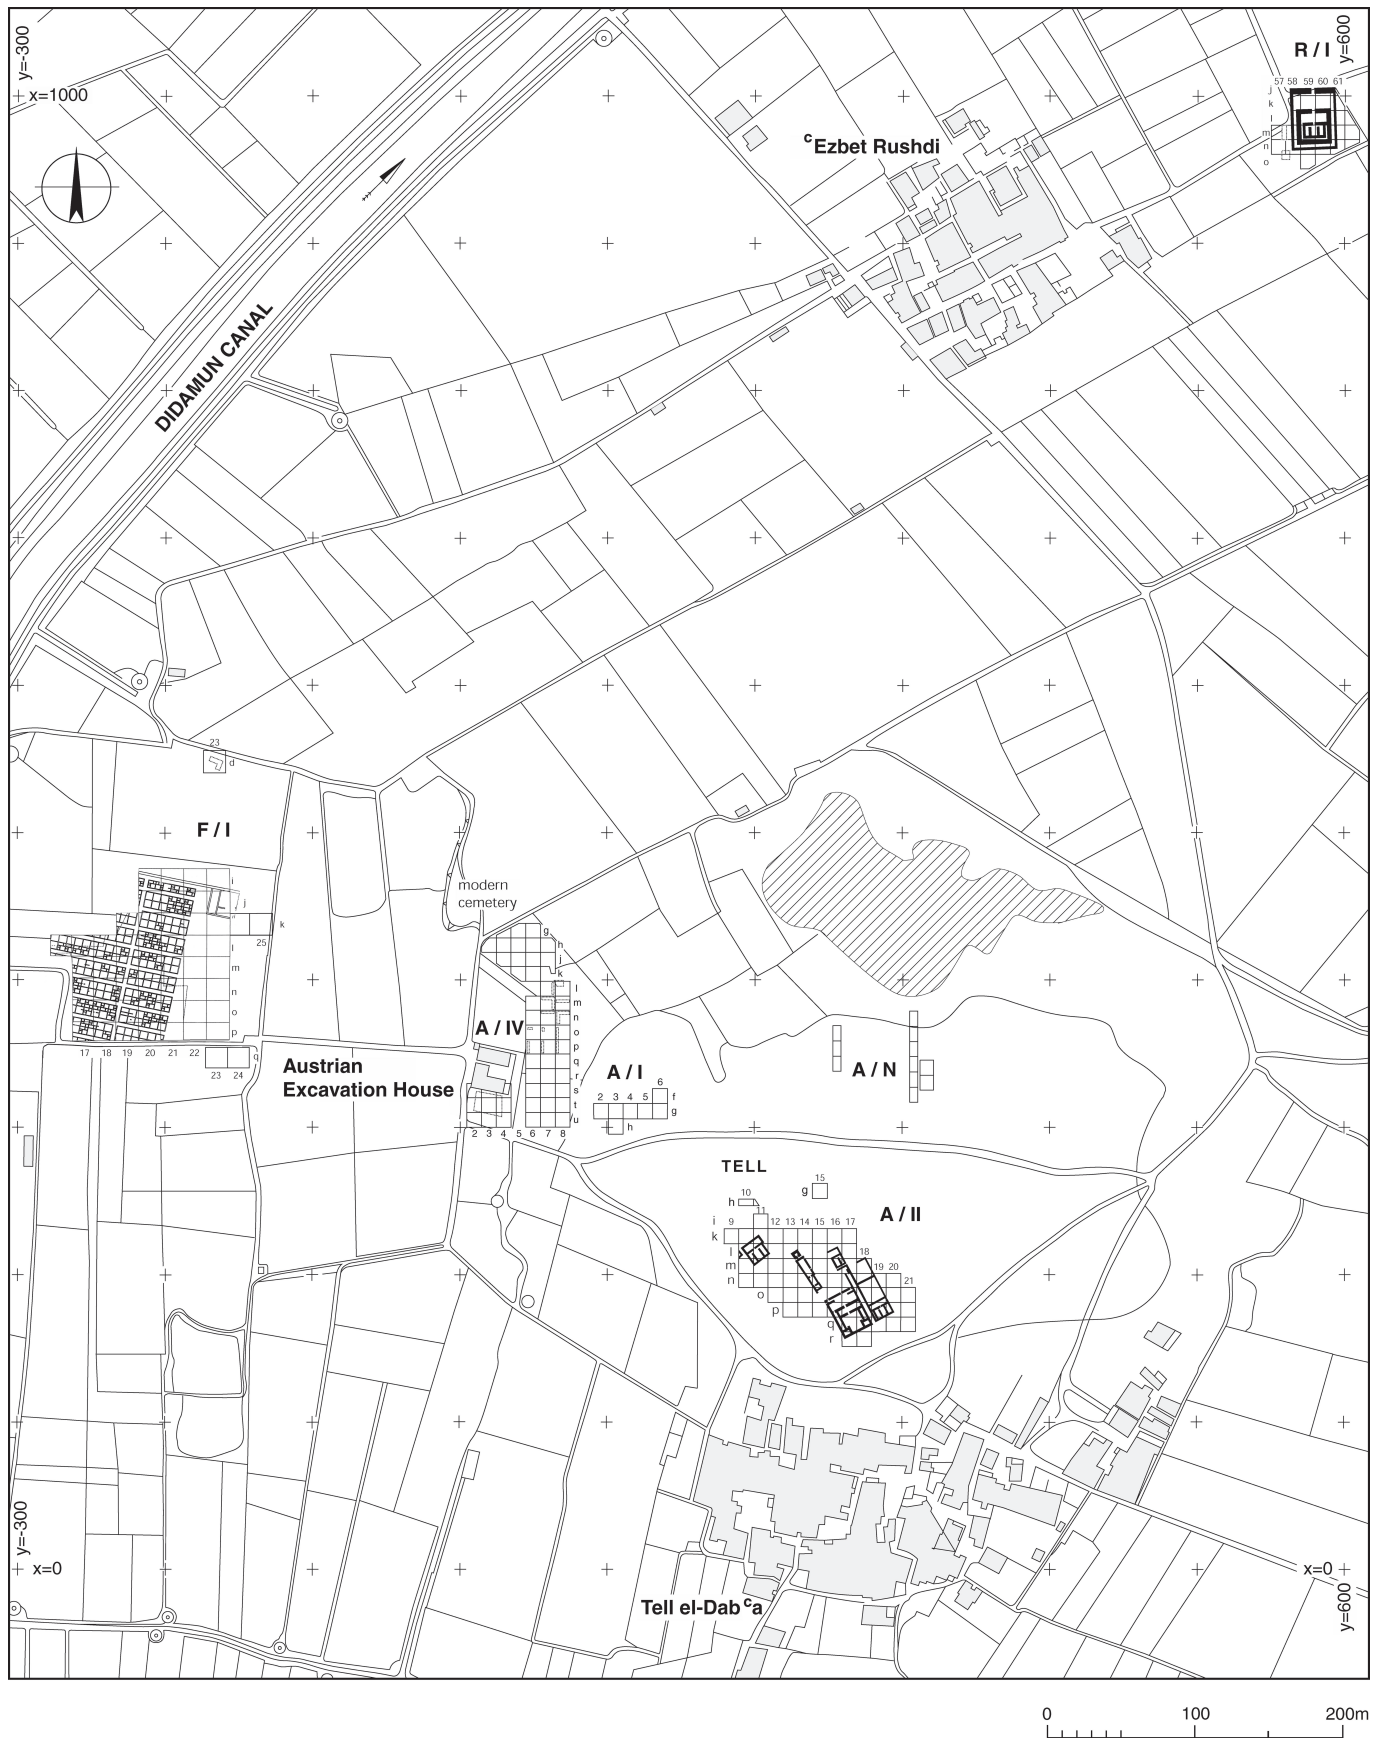 y=-300
y=600
R / I
57 58 59 60 61
x=1000
j
k
l
m
n
o
cEzbet Rushdi
DIDAMUN CANAL
23
d
F / I
modern
cemetery
i
j
k
25
l
m
n
o
p
q
17 18 19 20 21 22
23 24
g
h
j
k
l
m
n
o
p
q
r
s
t
u
A / IV
Austrian
Excavation House
2 3 4 5 6 7 8
A / I
6
2 3 4 5
f
g
h
A / N
TELL
15
g
10
h
11
A / II
i
9
12 13 14 15 16 17
k
l
18
m
19 20
n
21
o
p
q
r
y=-300
x=0
x=0
y=600
Tell el-Dabca
0 100 200m